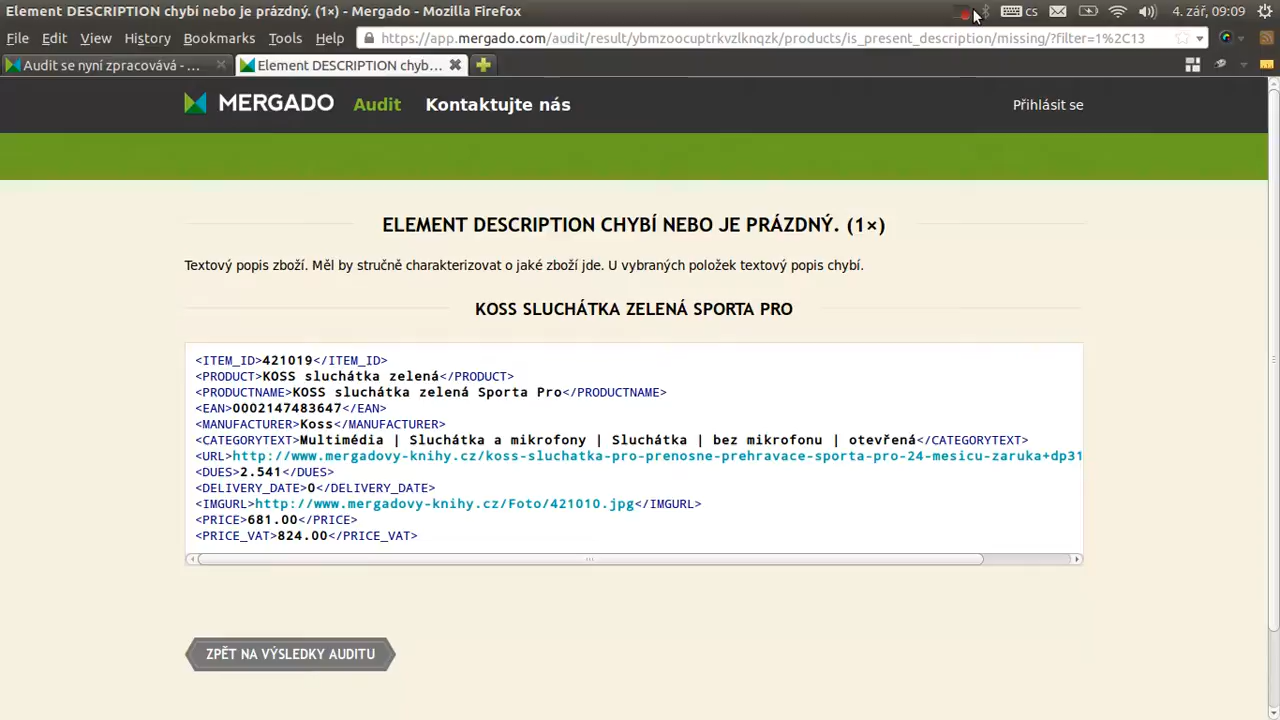 Element DESCRIPTION chybí nebo je prázdný. (1×) - Mergado - Mozilla Firefox
cs
4. zář, 09:09
File Edit View History Bookmarks Tools Help
https://app.mergado.com/audit/result/ybmzoocuptrkvzlknqzk/products/is_present_description/missing/?filter=1%2C13
Audit se nyní zpracovává - ...
Element DESCRIPTION chyb...
MERGADO Audit Kontaktujte nás
Přihlásit se
ELEMENT DESCRIPTION CHYBÍ NEBO JE PRÁZDNÝ. (1×)
Textový popis zboží. Měl by stručně charakterizovat o jaké zboží jde. U vybraných položek textový popis chybí.
KOSS SLUCHÁTKA ZELENÁ SPORTA PRO
<ITEM_ID>421019</ITEM_ID>
<PRODUCT>KOSS sluchátka zelená</PRODUCT>
<PRODUCTNAME>KOSS sluchátka zelená Sporta Pro</PRODUCTNAME>
<EAN>0002147483647</EAN>
<MANUFACTURER>Koss</MANUFACTURER>
<CATEGORYTEXT>Multimédia | Sluchátka a mikrofony | Sluchátka | bez mikrofonu | otevřená</CATEGORYTEXT>
<URL>http://www.mergadovy-knihy.cz/koss-sluchatka-pro-prenosne-prehravace-sporta-pro-24-mesicu-zaruka+dp31
<DUES>2.541</DUES>
<DELIVERY_DATE>0</DELIVERY_DATE>
<IMGURL>http://www.mergadovy-knihy.cz/Foto/421010.jpg</IMGURL>
<PRICE>681.00</PRICE>
<PRICE_VAT>824.00</PRICE_VAT>
ZPĚT NA VÝSLEDKY AUDITU